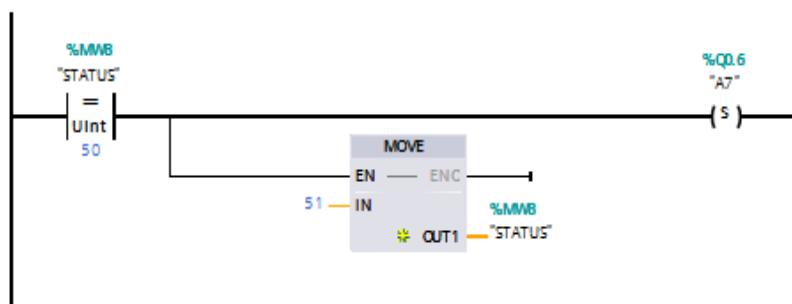 %MW8
"STATUS"
=
UInt
50
%Q0.6
"A7"
S
MOVE
EN
ENO
51
IN
%MW8
OUT1
"STATUS"